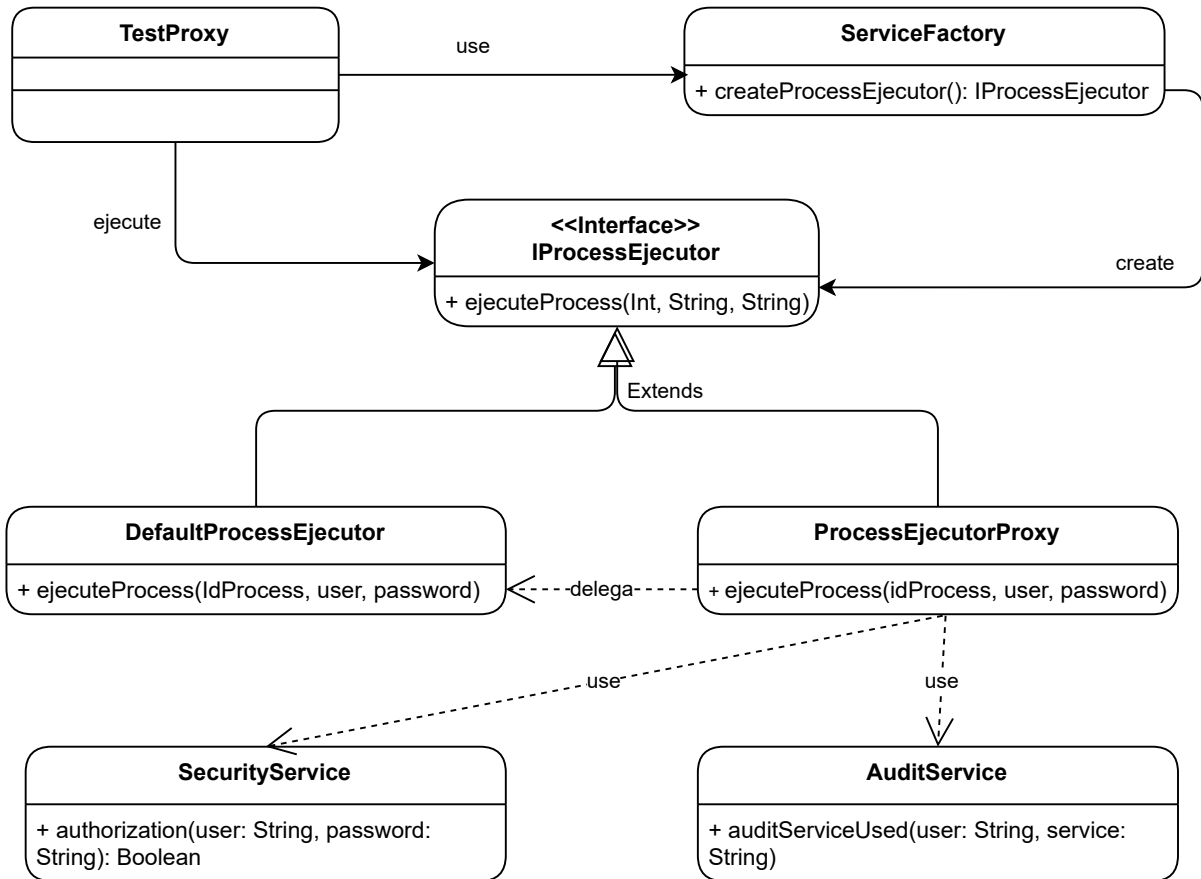 TestProxy
use
ServiceFactory
+ createProcessEjecutor(): IProcessEjecutor
ejecute
<<Interface>>
IProcessEjecutor
+ ejecuteProcess(Int, String, String)
create
Extends
DefaultProcessEjecutor
+ ejecuteProcess(IdProcess, user, password)
delega
ProcessEjecutorProxy
+ ejecuteProcess(idProcess, user, password)
use
use
SecurityService
+ authorization(user: String, password:
String): Boolean
AuditService
+ auditServiceUsed(user: String, service:
String)